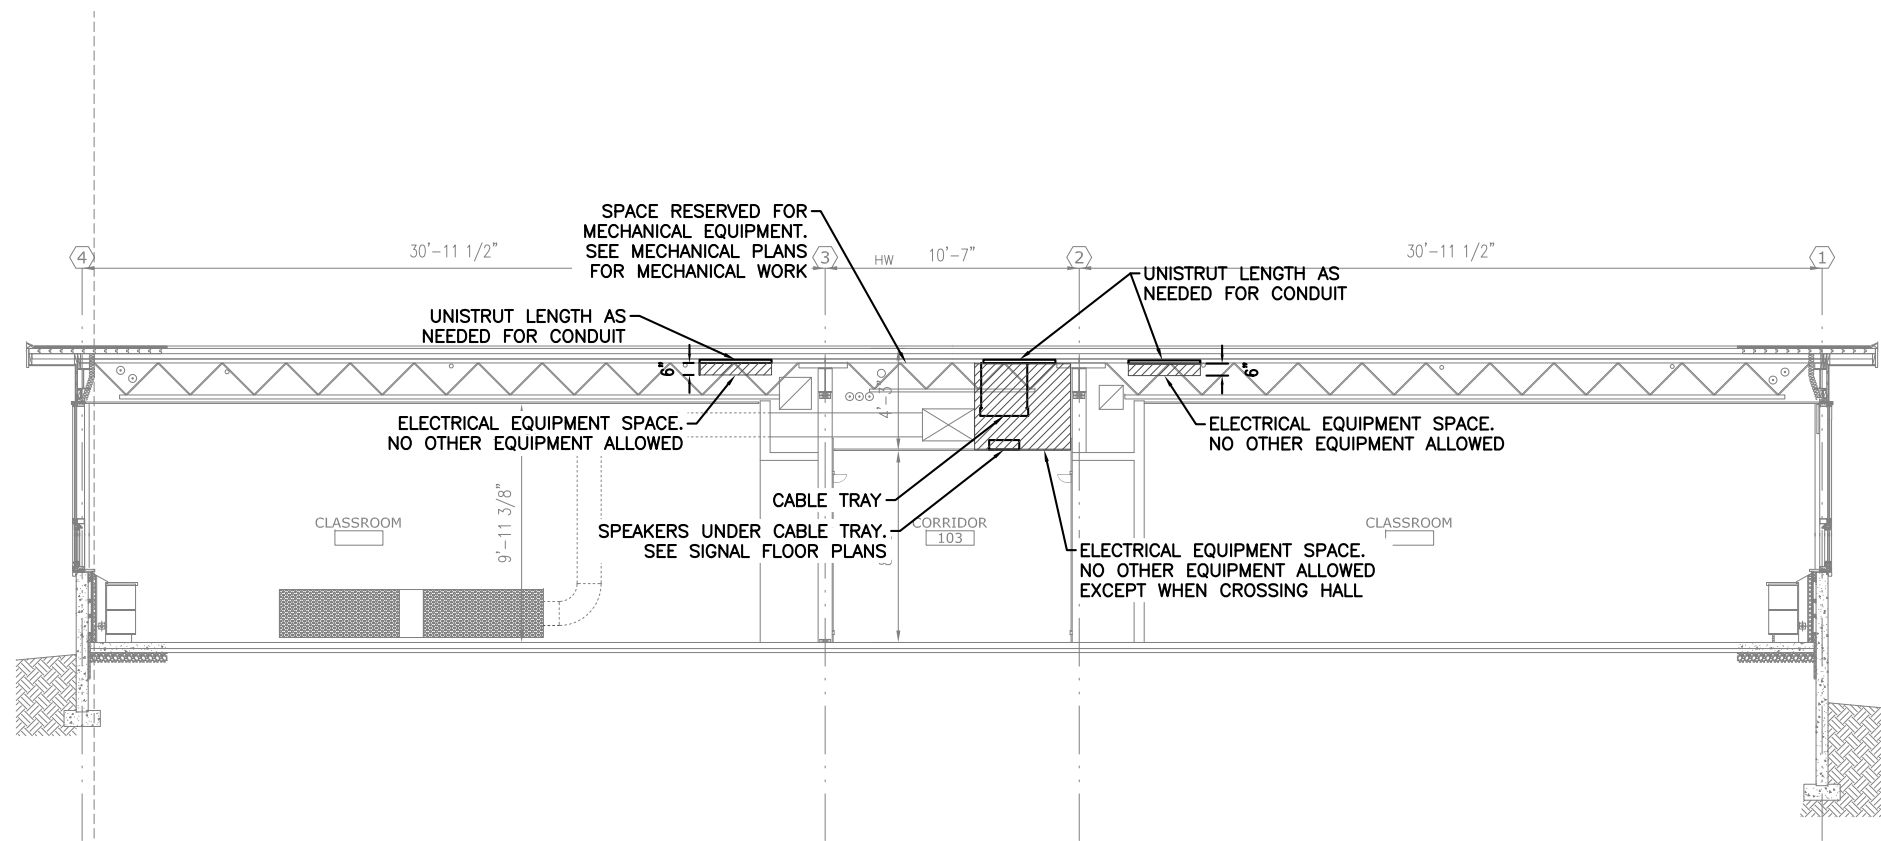 SPACE RESERVED FOR
MECHANICAL EQUIPMENT.
SEE MECHANICAL PLANS
FOR MECHANICAL WORK
4
30'-11 1/2"
3
HW
10'-7"
2
30'-11 1/2"
1
UNISTRUT LENGTH AS
NEEDED FOR CONDUIT
UNISTRUT LENGTH AS
NEEDED FOR CONDUIT
6"
6"
ELECTRICAL EQUIPMENT SPACE.
NO OTHER EQUIPMENT ALLOWED
ELECTRICAL EQUIPMENT SPACE.
NO OTHER EQUIPMENT ALLOWED
9'-11 3/8"
CABLE TRAY
CLASSROOM
SPEAKERS UNDER CABLE TRAY.
SEE SIGNAL FLOOR PLANS
CORRIDOR
103
CLASSROOM
ELECTRICAL EQUIPMENT SPACE.
NO OTHER EQUIPMENT ALLOWED
EXCEPT WHEN CROSSING HALL